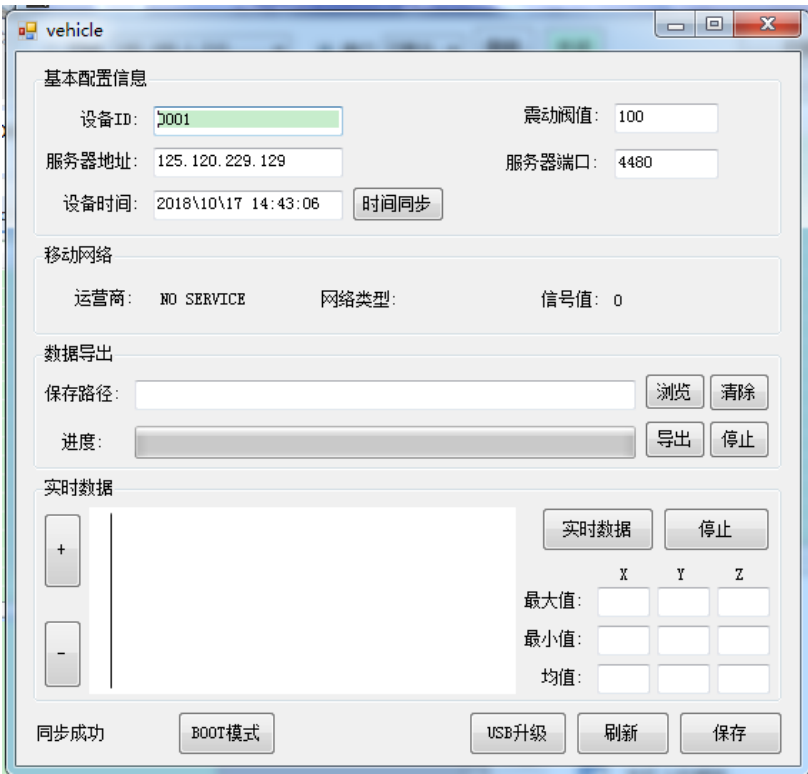 vehicle
基本配置信息
设备ID: 0001 震动阀值: 100
服务器地址: 125.120.229.129 服务器端口: 4480
设备时间: 2018\10\17 14:43:06 时间同步
移动网络
运营商: NO SERVICE 网络类型: 信号值: 0
数据导出
保存路径: 浏览 清除
进度: 导出 停止
实时数据
+ 实时数据 停止
X Y Z
最大值:
最小值:
-
均值:
同步成功 BOOT模式 USB升级 刷新 保存